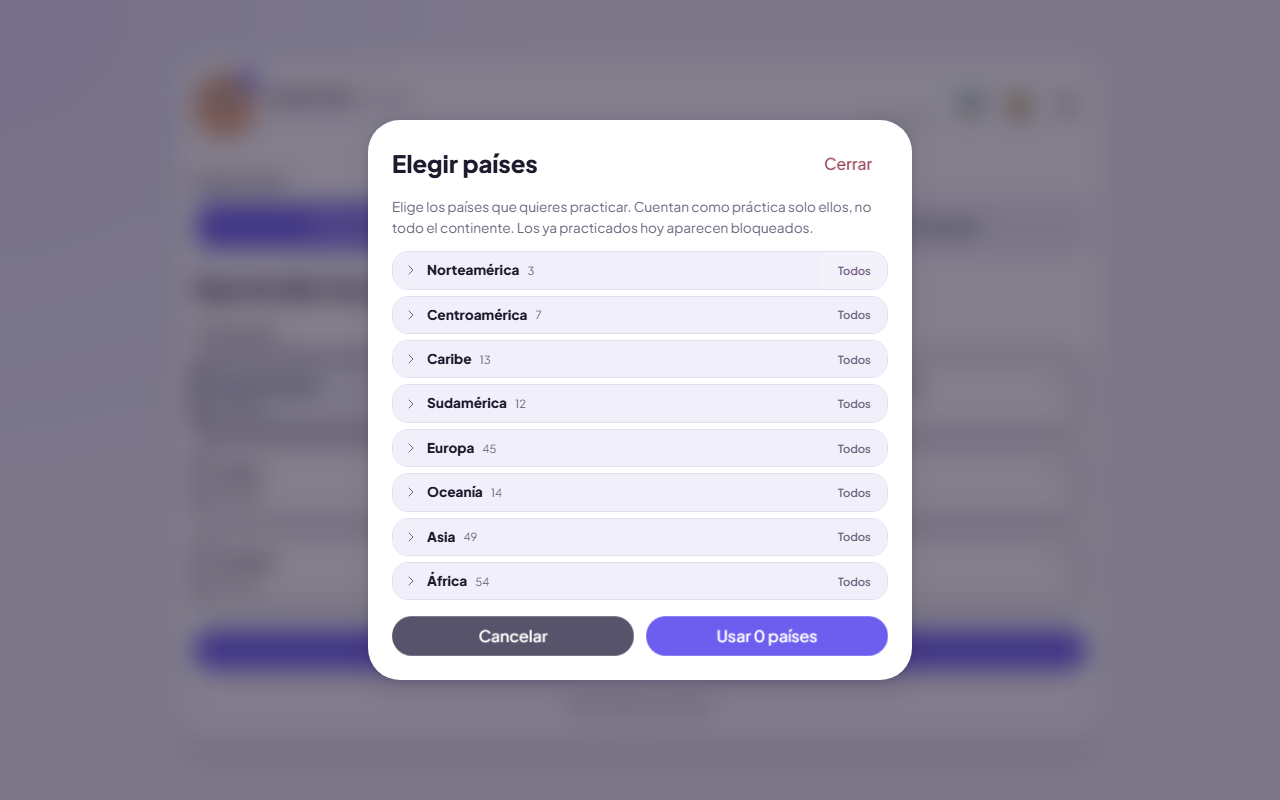 Elegir países
Cerrar
Elige los países que quieres practicar. Cuentan como práctica solo ellos, no
todo el continente. Los ya practicados hoy aparecen bloqueados.
Norteamérica 3 Todos
Centroamérica 7 Todos
Caribe 13 Todos
Sudamérica 12 Todos
Europa 45 Todos
Oceanía 14 Todos
Asia 49 Todos
África 54 Todos
Cancelar
Usar 0 países